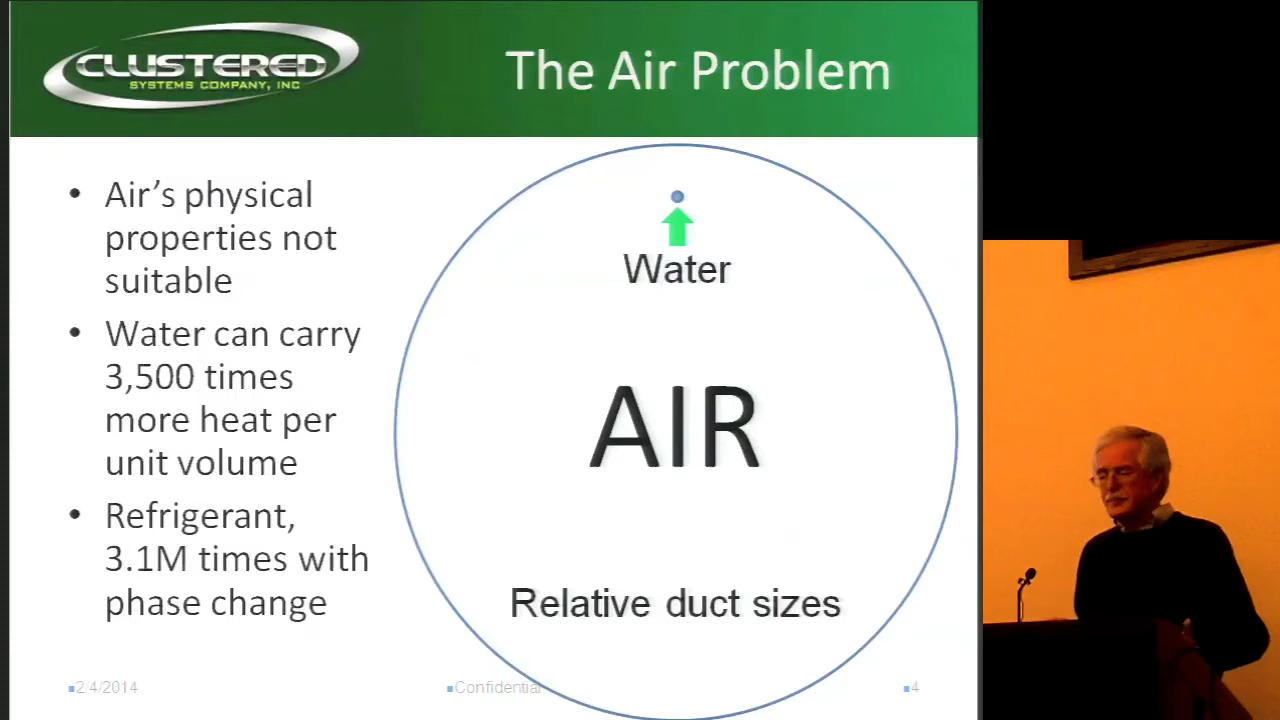 CLUSTERED
SYSTEMS COMPANY, INC
The Air Problem
• Air’s physical
properties not
suitable
• Water can carry
3,500 times
more heat per
unit volume
• Refrigerant,
3.1M times with
phase change
Water
AIR
Relative duct sizes
2/4/2014
Confidential
4